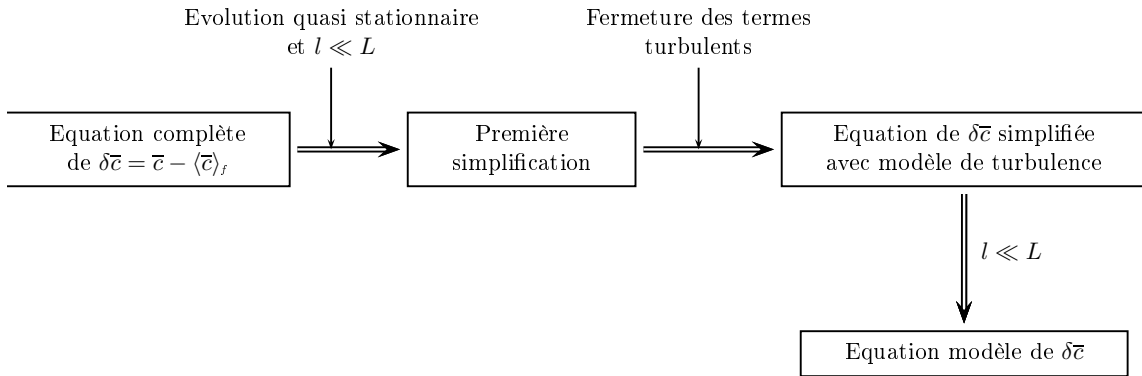 Evolution quasi stationnaire
et l ≪ L
Fermeture des termes
turbulents
Equation complète
de δc̅ = c̅ − ⟨c̅⟩f
Première
simplification
Equation de δc̅ simplifiée
avec modèle de turbulence
l ≪ L
Equation modèle de δc̅